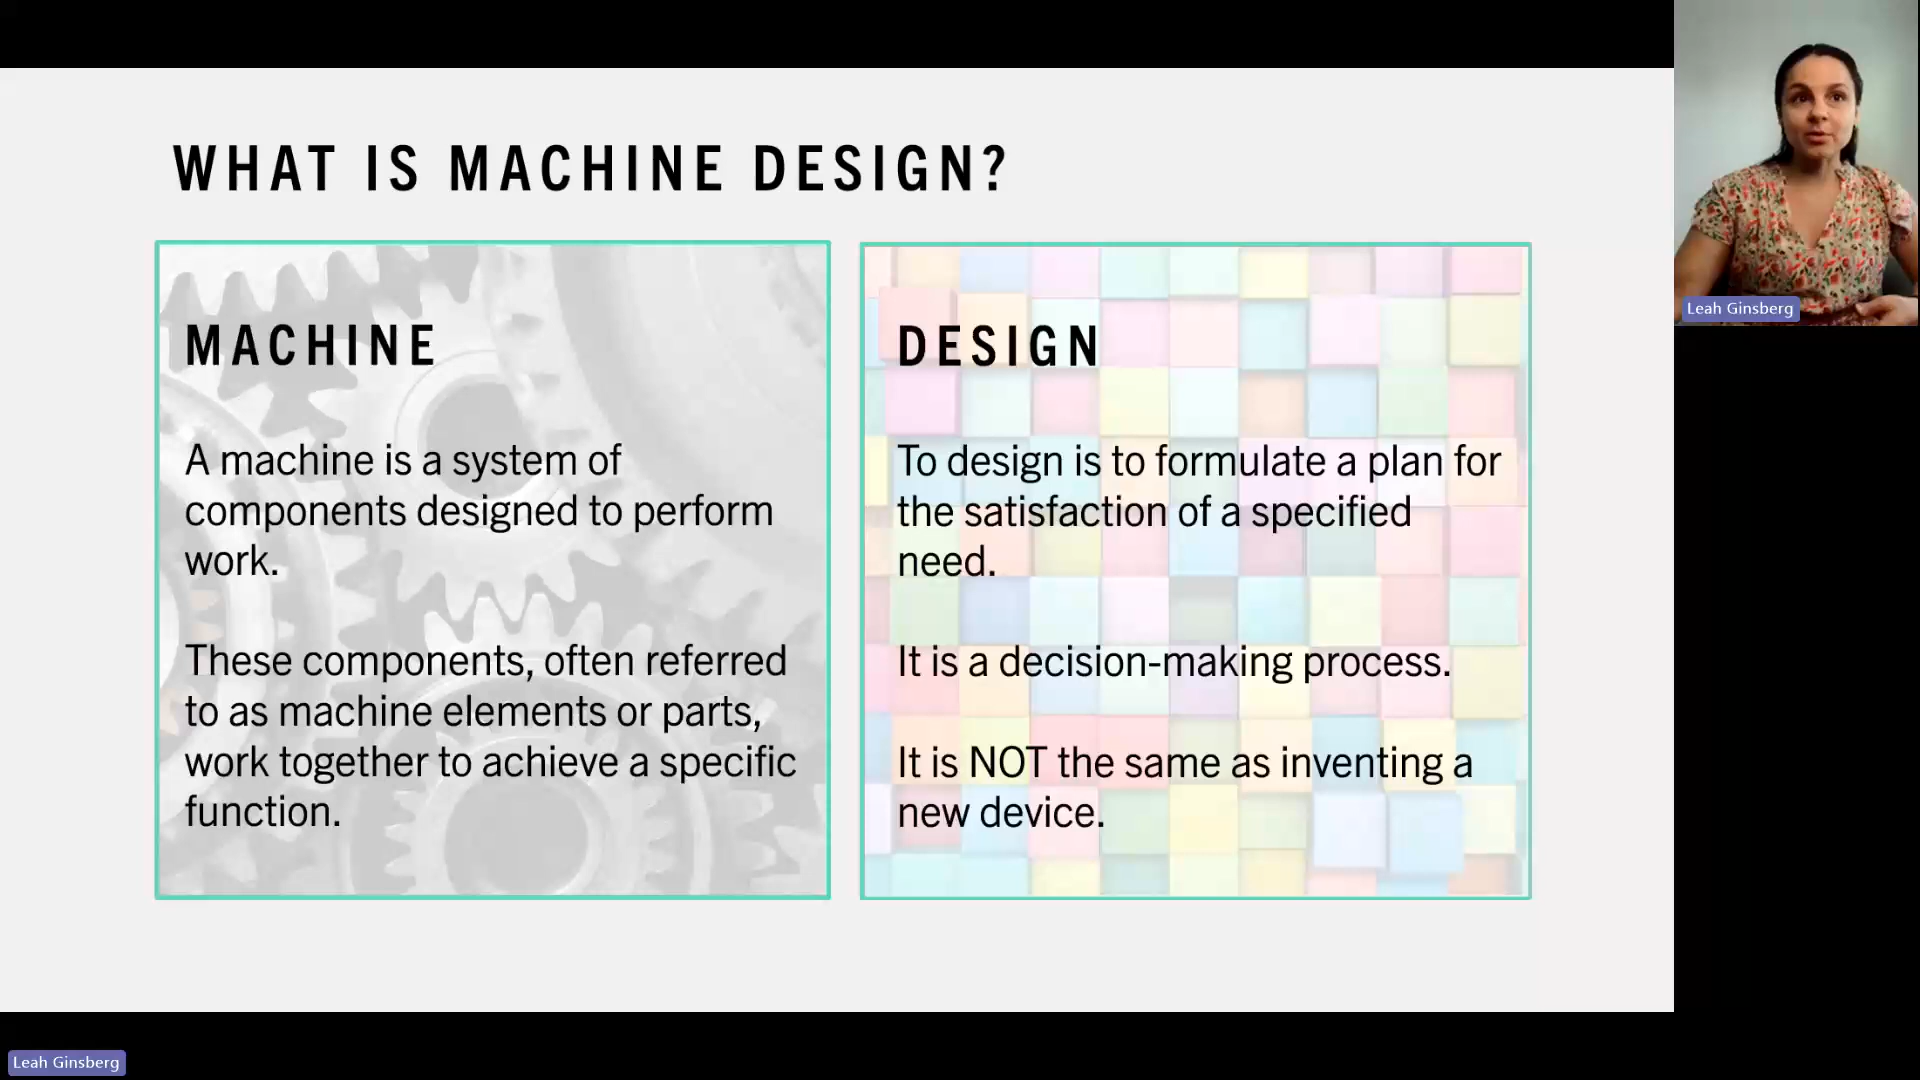 WHAT IS MACHINE DESIGN?
MACHINE
A machine is a system of
components designed to perform
work.
These components, often referred
to as machine elements or parts,
work together to achieve a specific
function.
DESIGN
To design is to formulate a plan for
the satisfaction of a specified
need.
It is a decision-making process.
It is NOT the same as inventing a
new device.
Leah Ginsberg
Leah Ginsberg